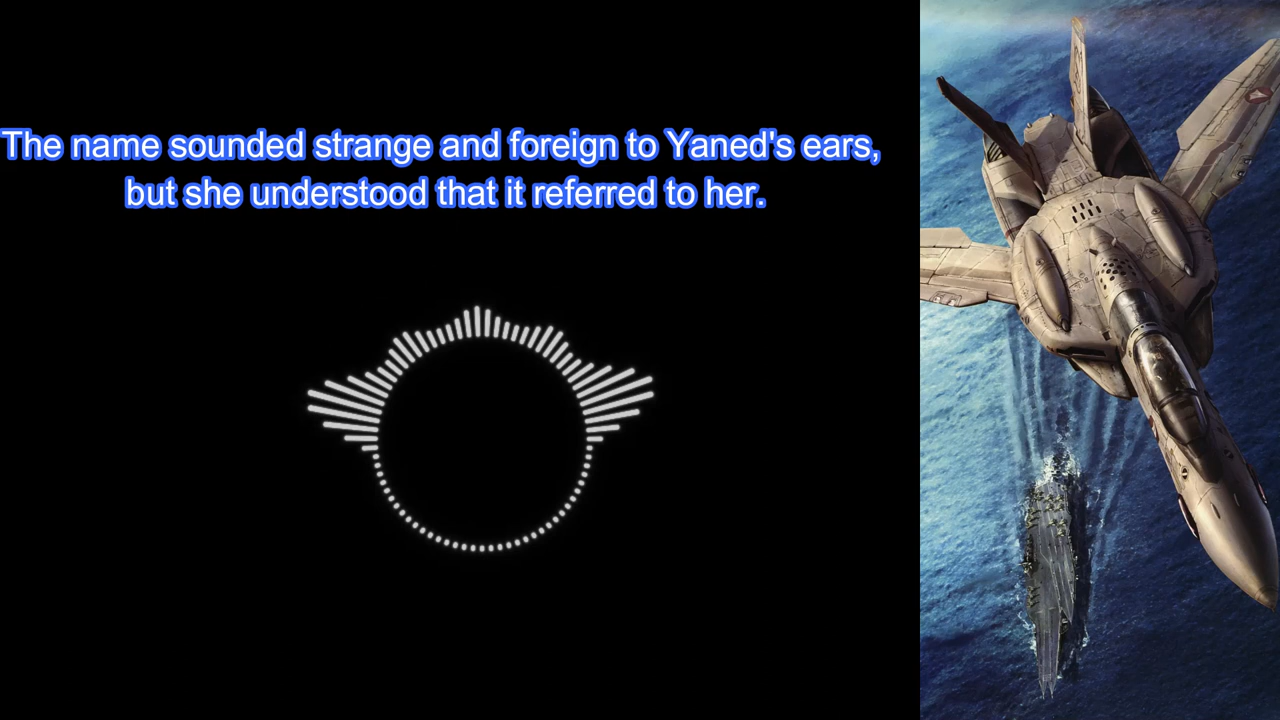 The name sounded strange and foreign to Yaned's ears,
but she understood that it referred to her.